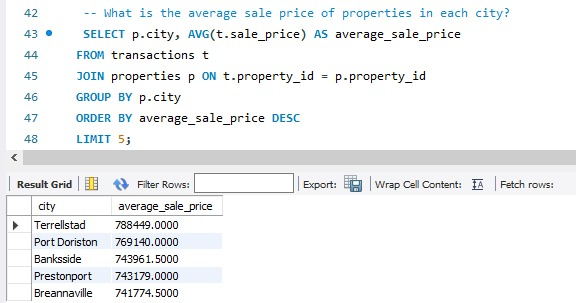 42 -- What is the average sale price of properties in each city?
43 SELECT p.city, AVG(t.sale_price) AS average_sale_price
44 FROM transactions t
45 JOIN properties p ON t.property_id = p.property_id
46 GROUP BY p.city
47 ORDER BY average_sale_price DESC
48 LIMIT 5;
Result Grid Filter Rows: Export: Wrap Cell Content: IA Fetch rows:
city average_sale_price
Terrellstad 788449.0000
Port Doriston 769140.0000
Banksside 743961.5000
Prestonport 743179.0000
Breannaville 741774.5000